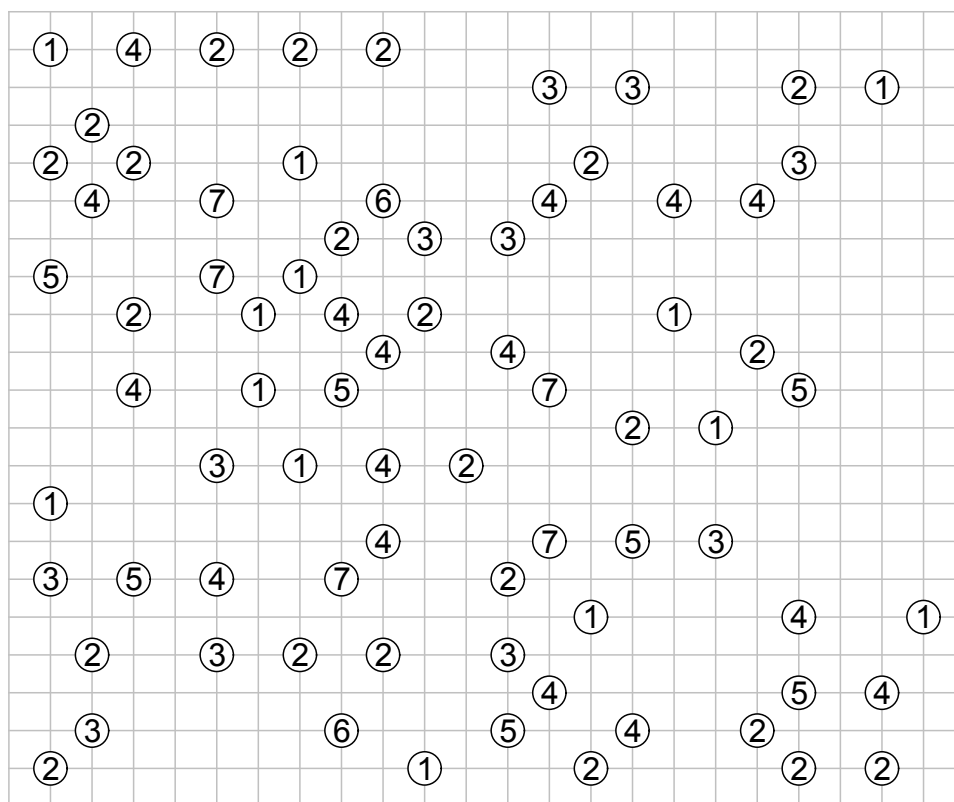 1 4 2 2 2
3 3 2 1
2
2 2 1 2 3
4 7 6 4 4 4
2 3 3
5 7 1
2 1 4 2 1
4 4 2
4 1 5 7 5
2 1
3 1 4 2
1
4 7 5 3
3 5 4 7 2
1 4 1
2 3 2 2 3
4 5 4
3 6 5 4 2
2 1 2 2 2